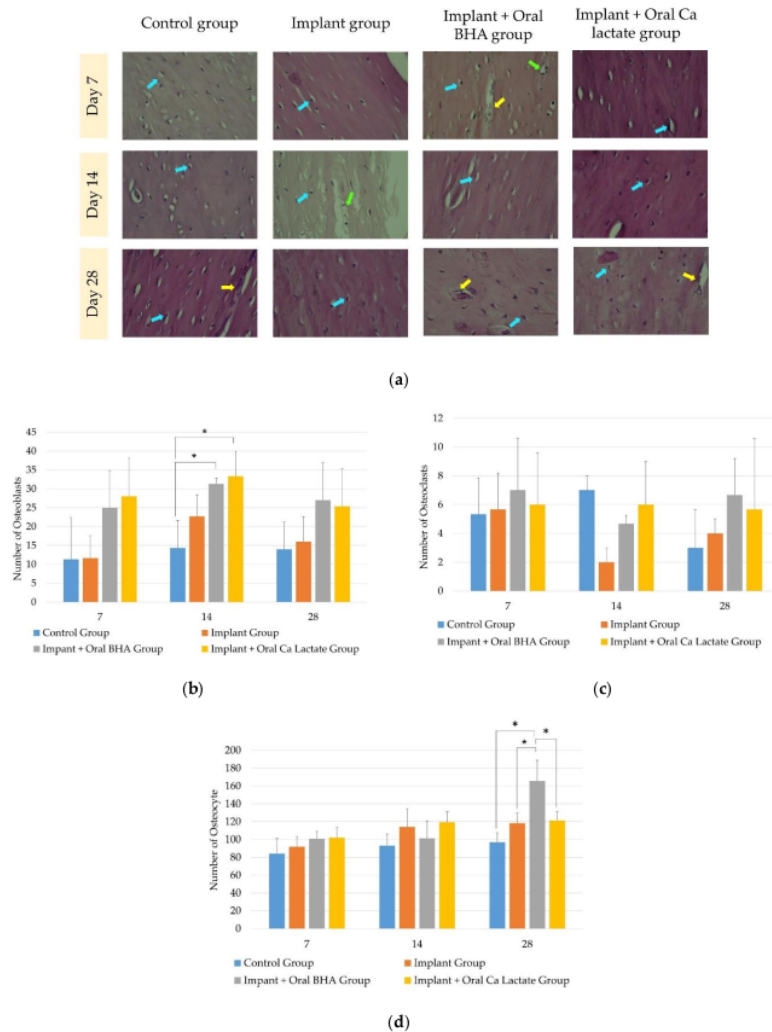 Control group
Implant group
Implant + Oral
BHA group
Implant + Oral Ca
lactate group
Day 7
Day 14
Day 28
(a)
45
40
35
30
25
20
15
10
5
0
Number of Osteoblasts
*
*
7
14
28
Control Group
Implant Group
Impant + Oral BHA Group
Implant + Oral Ca Lactate Group
(b)
12
10
8
6
4
2
0
Number of Osteoclasts
7
14
28
Control Group
Implant Group
Impant + Oral BHA Group
Implant + Oral Ca Lactate Group
(c)
200
180
160
140
120
100
80
60
40
20
0
Number of Osteocyte
*
*
*
7
14
28
Control Group
Implant Group
Impant + Oral BHA Group
Implant + Oral Ca Lactate Group
(d)